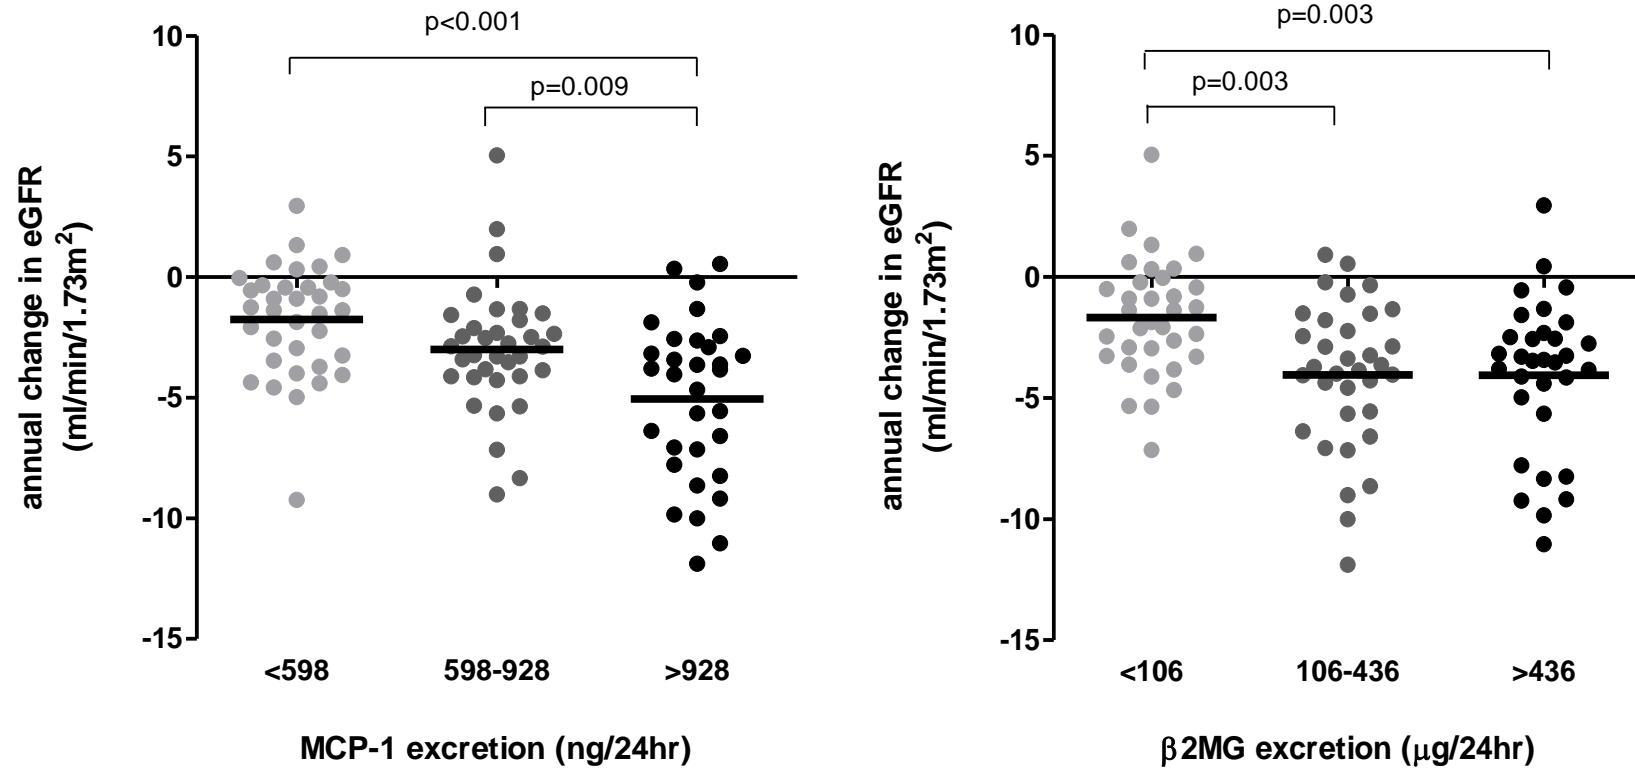 p<0.001
p=0.009
10
5
0
-5
-10
-15
annual change in eGFR
(ml/min/1.73m²)
<598 598-928 >928
MCP-1 excretion (ng/24hr)
p=0.003
p=0.003
10
5
0
-5
-10
-15
annual change in eGFR
(ml/min/1.73m²)
<106 106-436 >436
β2MG excretion (μg/24hr)